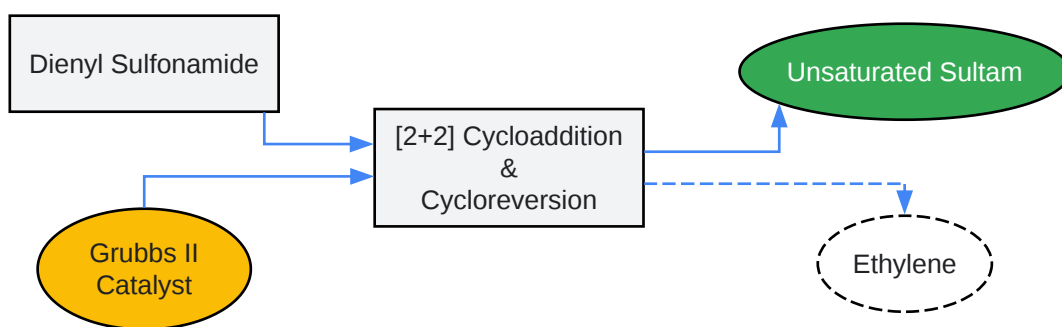 Dienyl Sulfonamide
Unsaturated Sultam
[2+2] Cycloaddition
&
Cycloreversion
Grubbs II
Catalyst
Ethylene